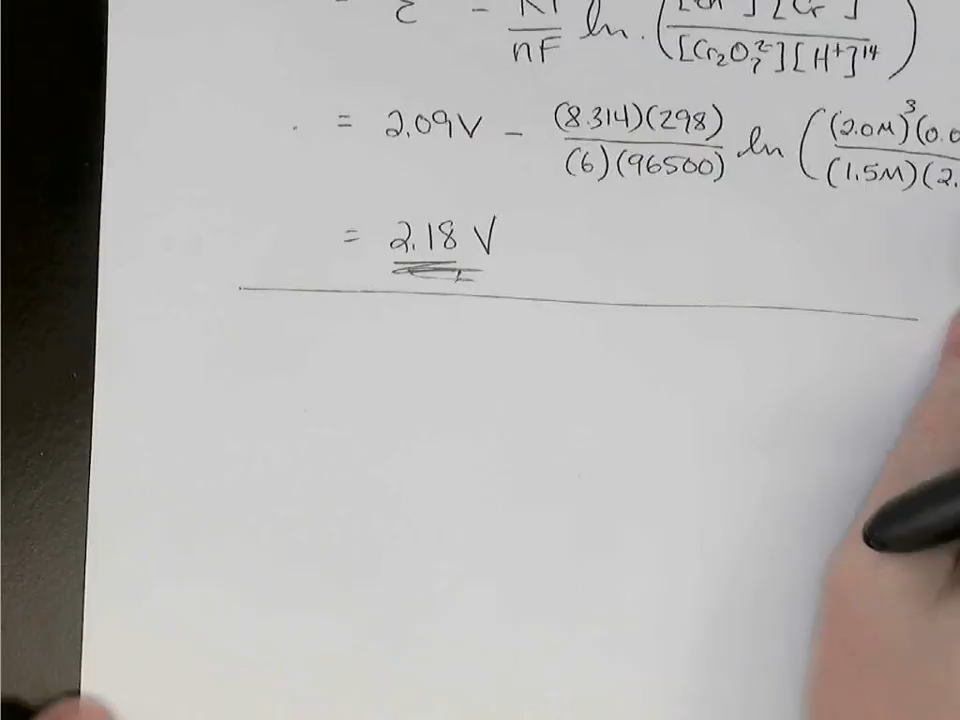 = ε - RT/nF ln. ([Zn ] [Cr ]/[Cr₂O₇²⁻][H⁺]¹⁴)
= 2.09V - (8.314)(298)/(6)(96500) ln ((2.0M)³(0.0/(1.5M)(2.
= 2.18 V